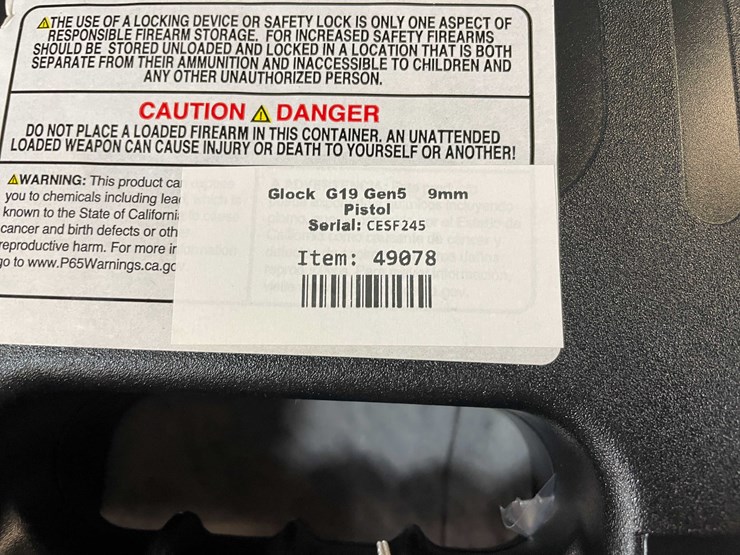 ⚠THE USE OF A LOCKING DEVICE OR SAFETY LOCK IS ONLY ONE ASPECT OF
RESPONSIBLE FIREARM STORAGE. FOR INCREASED SAFETY FIREARMS
SHOULD BE STORED UNLOADED AND LOCKED IN A LOCATION THAT IS BOTH
SEPARATE FROM THEIR AMMUNITION AND INACCESSIBLE TO CHILDREN AND
ANY OTHER UNAUTHORIZED PERSON.
CAUTION ⚠ DANGER
DO NOT PLACE A LOADED FIREARM IN THIS CONTAINER. AN UNATTENDED
LOADED WEAPON CAN CAUSE INJURY OR DEATH TO YOURSELF OR ANOTHER!
⚠WARNING: This product ca
you to chemicals including lea
known to the State of California
cancer and birth defects or oth
reproductive harm. For more in
go to www.P65Warnings.ca.go
Glock G19 Gen5 9mm
Pistol
Serial: CESF245
Item: 49078